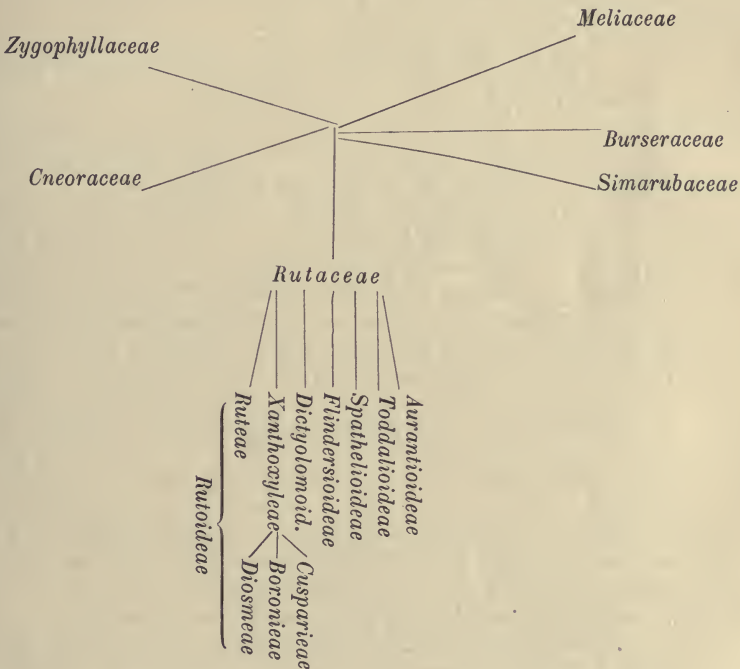 Zygophyllaceae
Meliaceae
Cneoraceae
Burseraceae
Simarubaceae
Rutaceae
Ruteae
Xanthoxyleae
Dictyolomoid.
Flindersioideae
Spathelioideae
Toddalioideae
Aurantioideae
Rutoideae
Diosmeae
Boronieae
Cusparieae